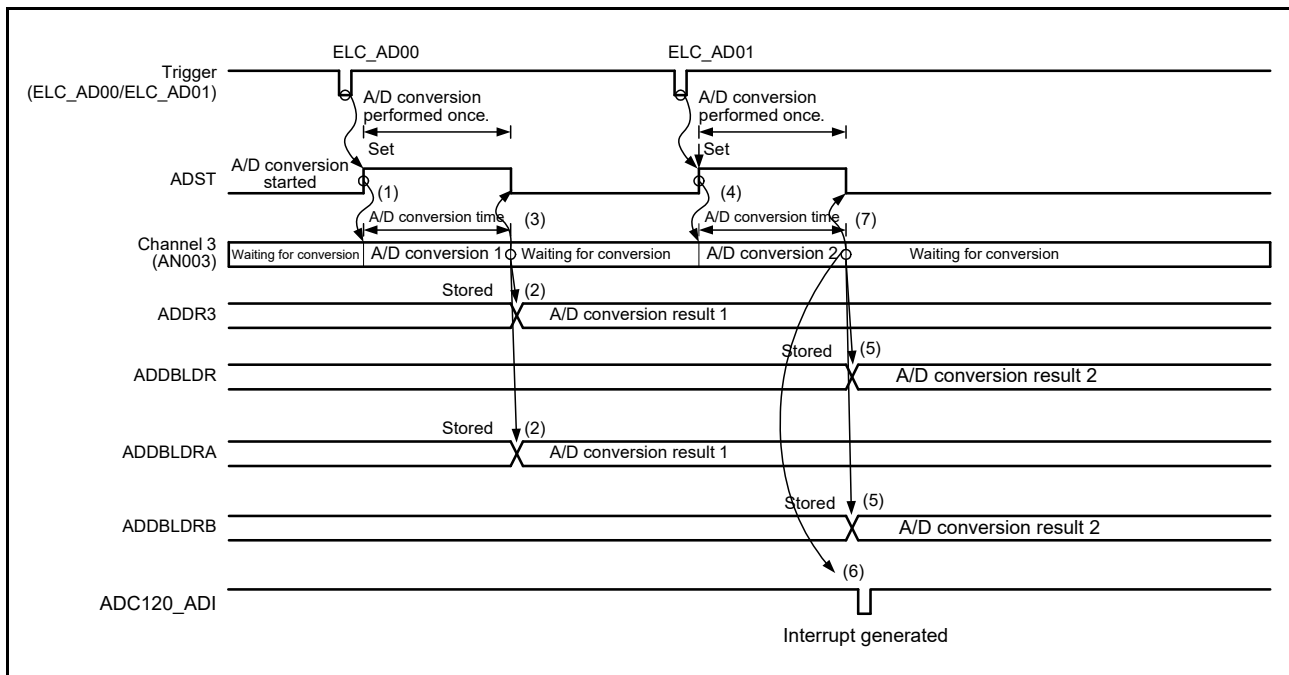 ELC_AD00
ELC_AD01
Trigger
(ELC_AD00/ELC_AD01)
A/D conversion
performed once.
A/D conversion
performed once.
Set
Set
A/D conversion
started
ADST
(1)
(4)
A/D conversion time
(3)
A/D conversion time
(7)
Channel 3
(AN003)
Waiting for conversion
A/D conversion 1
Waiting for conversion
A/D conversion 2
Waiting for conversion
Stored
(2)
ADDR3
A/D conversion result 1
Stored
(5)
ADDBLDR
A/D conversion result 2
Stored
(2)
ADDBLDRA
A/D conversion result 1
Stored
(5)
ADDBLDRB
A/D conversion result 2
(6)
ADC120_ADI
Interrupt generated